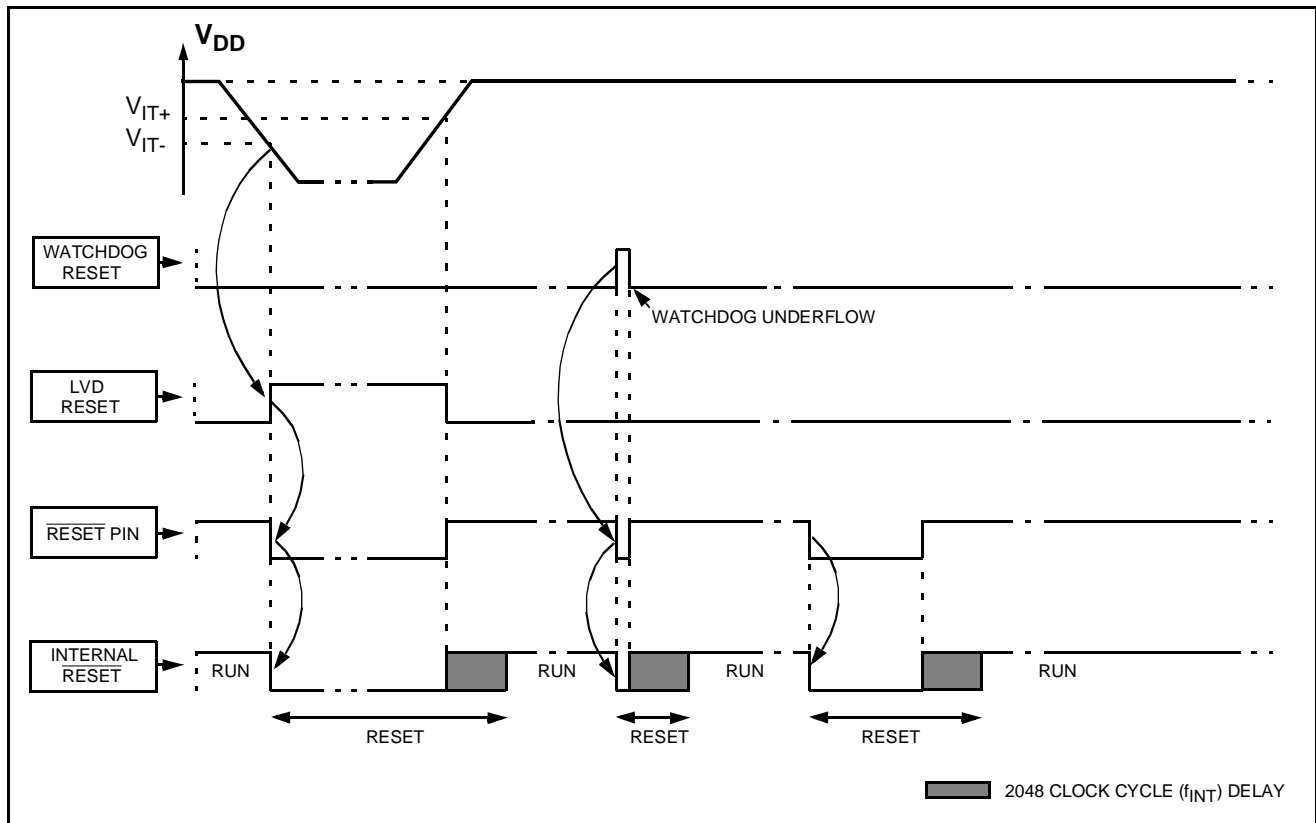 VDD
VIT+
VIT-
WATCHDOG
RESET
WATCHDOG UNDERFLOW
LVD
RESET
RESET PIN
INTERNAL
RESET
RUN
RUN
RUN
RUN
RESET
RESET
RESET
2048 CLOCK CYCLE (fINT) DELAY